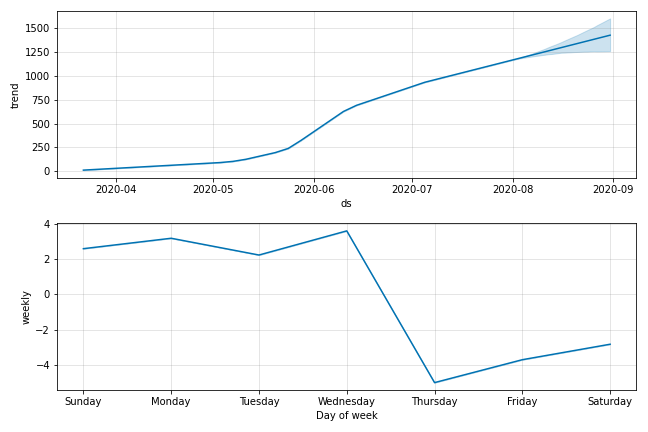 1500
1250
1000
750
500
250
0
trend
2020-04 2020-05 2020-06 2020-07 2020-08 2020-09
ds
4
2
0
−2
−4
weekly
Sunday Monday Tuesday Wednesday Thursday Friday Saturday
Day of week